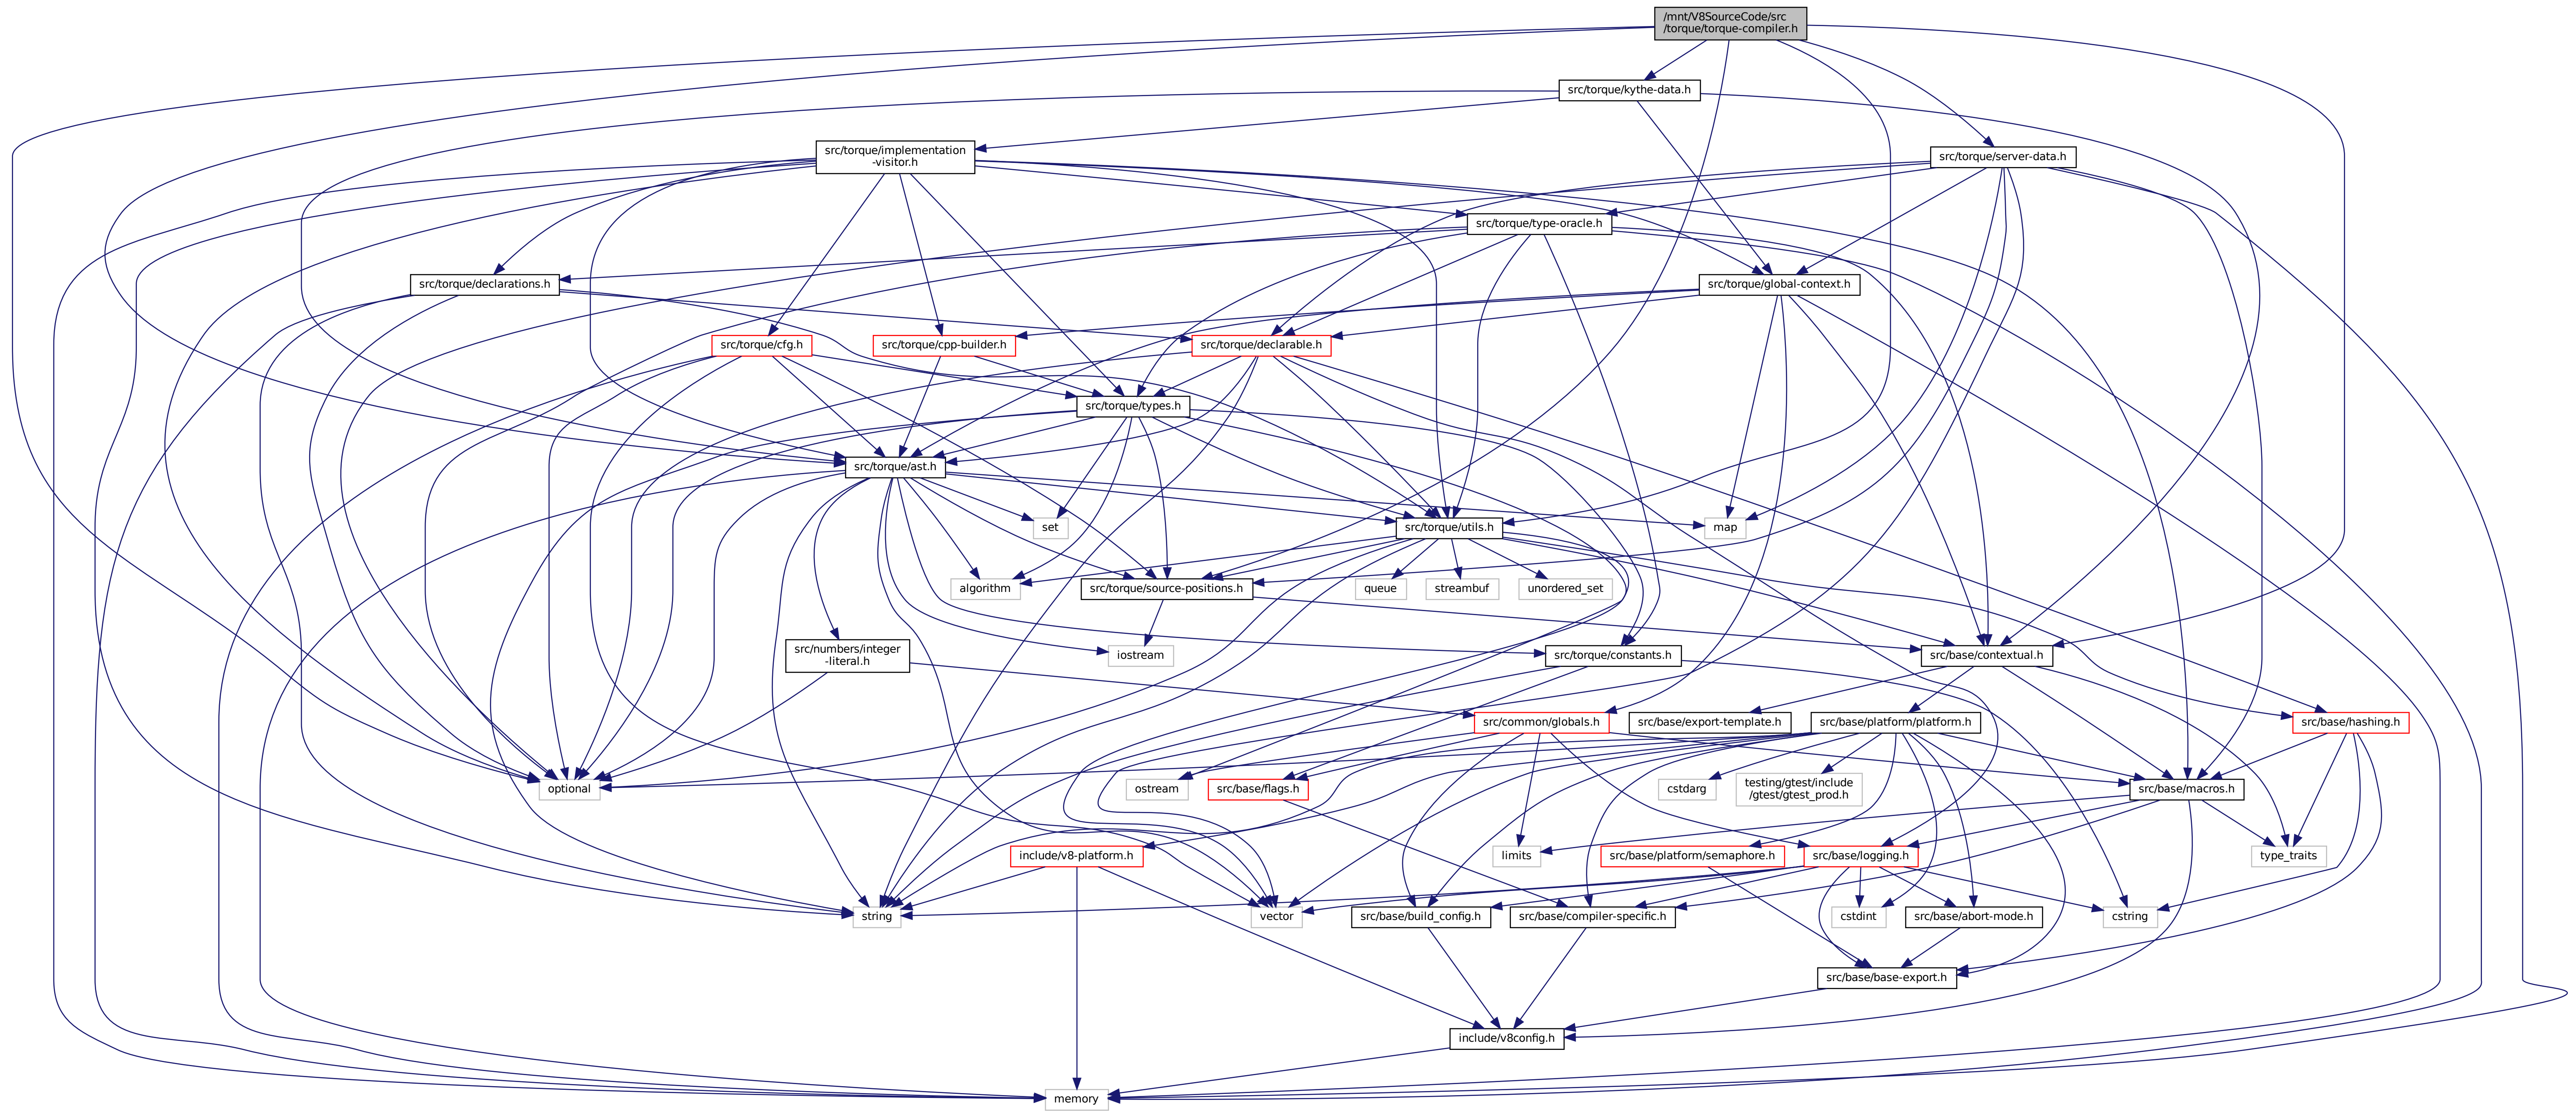 /mnt/V8SourceCode/src
/torque/torque-compiler.h
src/torque/kythe-data.h
src/torque/implementation
-visitor.h
src/torque/server-data.h
src/torque/type-oracle.h
src/torque/declarations.h
src/torque/global-context.h
src/torque/cfg.h
src/torque/cpp-builder.h
src/torque/declarable.h
src/torque/types.h
src/torque/ast.h
set
src/torque/utils.h
map
algorithm
src/torque/source-positions.h
queue
streambuf
unordered_set
src/numbers/integer
-literal.h
iostream
src/torque/constants.h
src/base/contextual.h
src/common/globals.h
src/base/export-template.h
src/base/platform/platform.h
src/base/hashing.h
optional
ostream
src/base/flags.h
cstdarg
testing/gtest/include
/gtest/gtest_prod.h
src/base/macros.h
include/v8-platform.h
limits
src/base/platform/semaphore.h
src/base/logging.h
type_traits
string
vector
src/base/build_config.h
src/base/compiler-specific.h
cstdint
src/base/abort-mode.h
cstring
src/base/base-export.h
include/v8config.h
memory